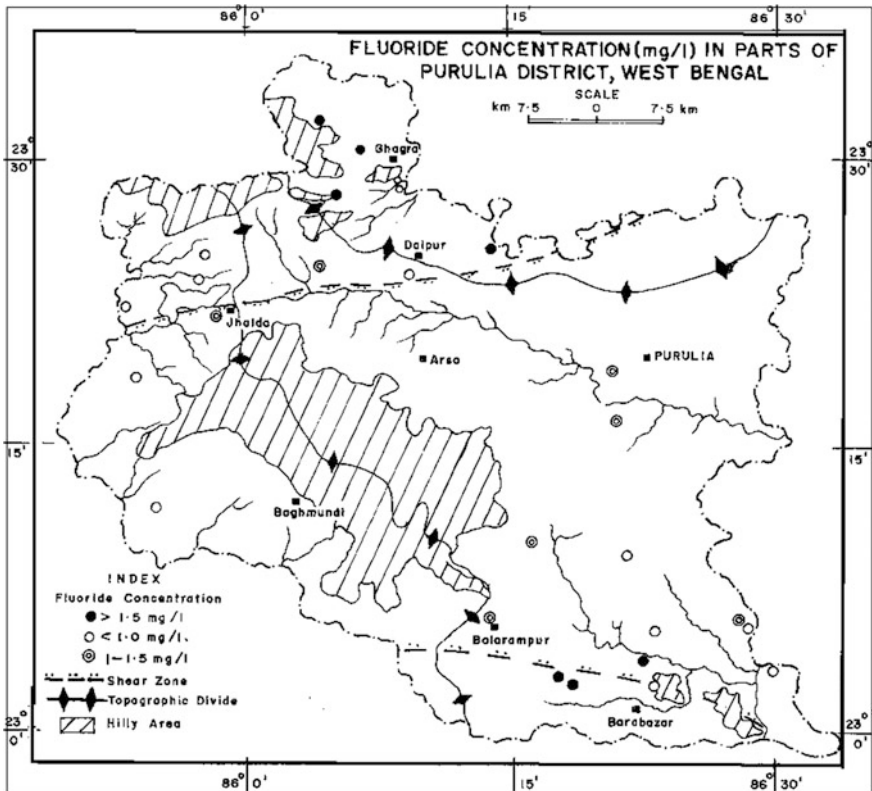 86° 0'
15'
86° 30'
FLUORIDE CONCENTRATION (mg/l) IN PARTS OF
PURULIA DISTRICT, WEST BENGAL
SCALE
km 7.5 0 7.5 km
23° 30'
23° 30'
Ghagra
Daipur
Jhalda
Arsa
PURULIA
15'
15'
Baghmundi
INDEX
Fluoride Concentration
> 1.5 mg/l
< 1.0 mg/l.
1-1.5 mg/l
Shear Zone
Topographic Divide
Hilly Area
Balarampur
Barabazar
23° 0'
23° 0'
86° 0'
15'
86° 30'